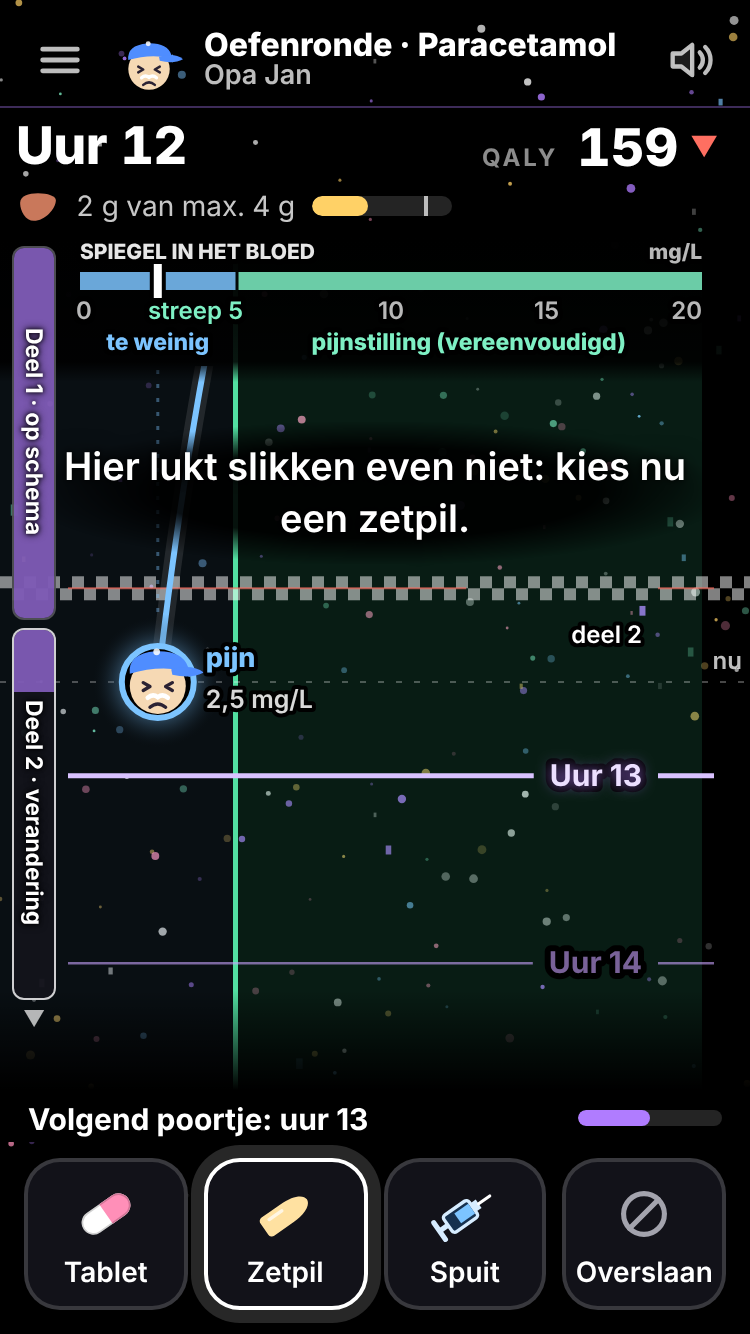 Oefenronde · Paracetamol
Opa Jan
Uur 12
QALY 159
2 g van max. 4 g
SPIEGEL IN HET BLOED mg/L
0 streep 5 10 15 20
te weinig pijnstilling (vereenvoudigd)
Deel 1 · op schema
Hier lukt slikken even niet: kies nu
een zetpil.
deel 2
nu
pijn
2,5 mg/L
Deel 2 · verandering
Uur 13
Uur 14
Volgend poortje: uur 13
Tablet Zetpil Spuit Overslaan